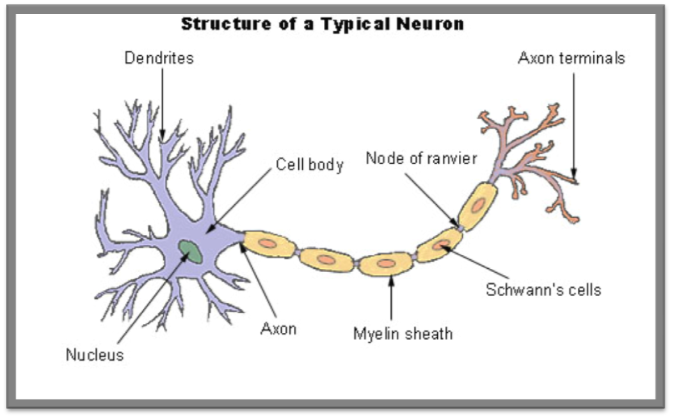 Structure of a Typical Neuron
Dendrites
Axon terminals
Cell body
Node of ranvier
Schwann's cells
Axon
Myelin sheath
Nucleus